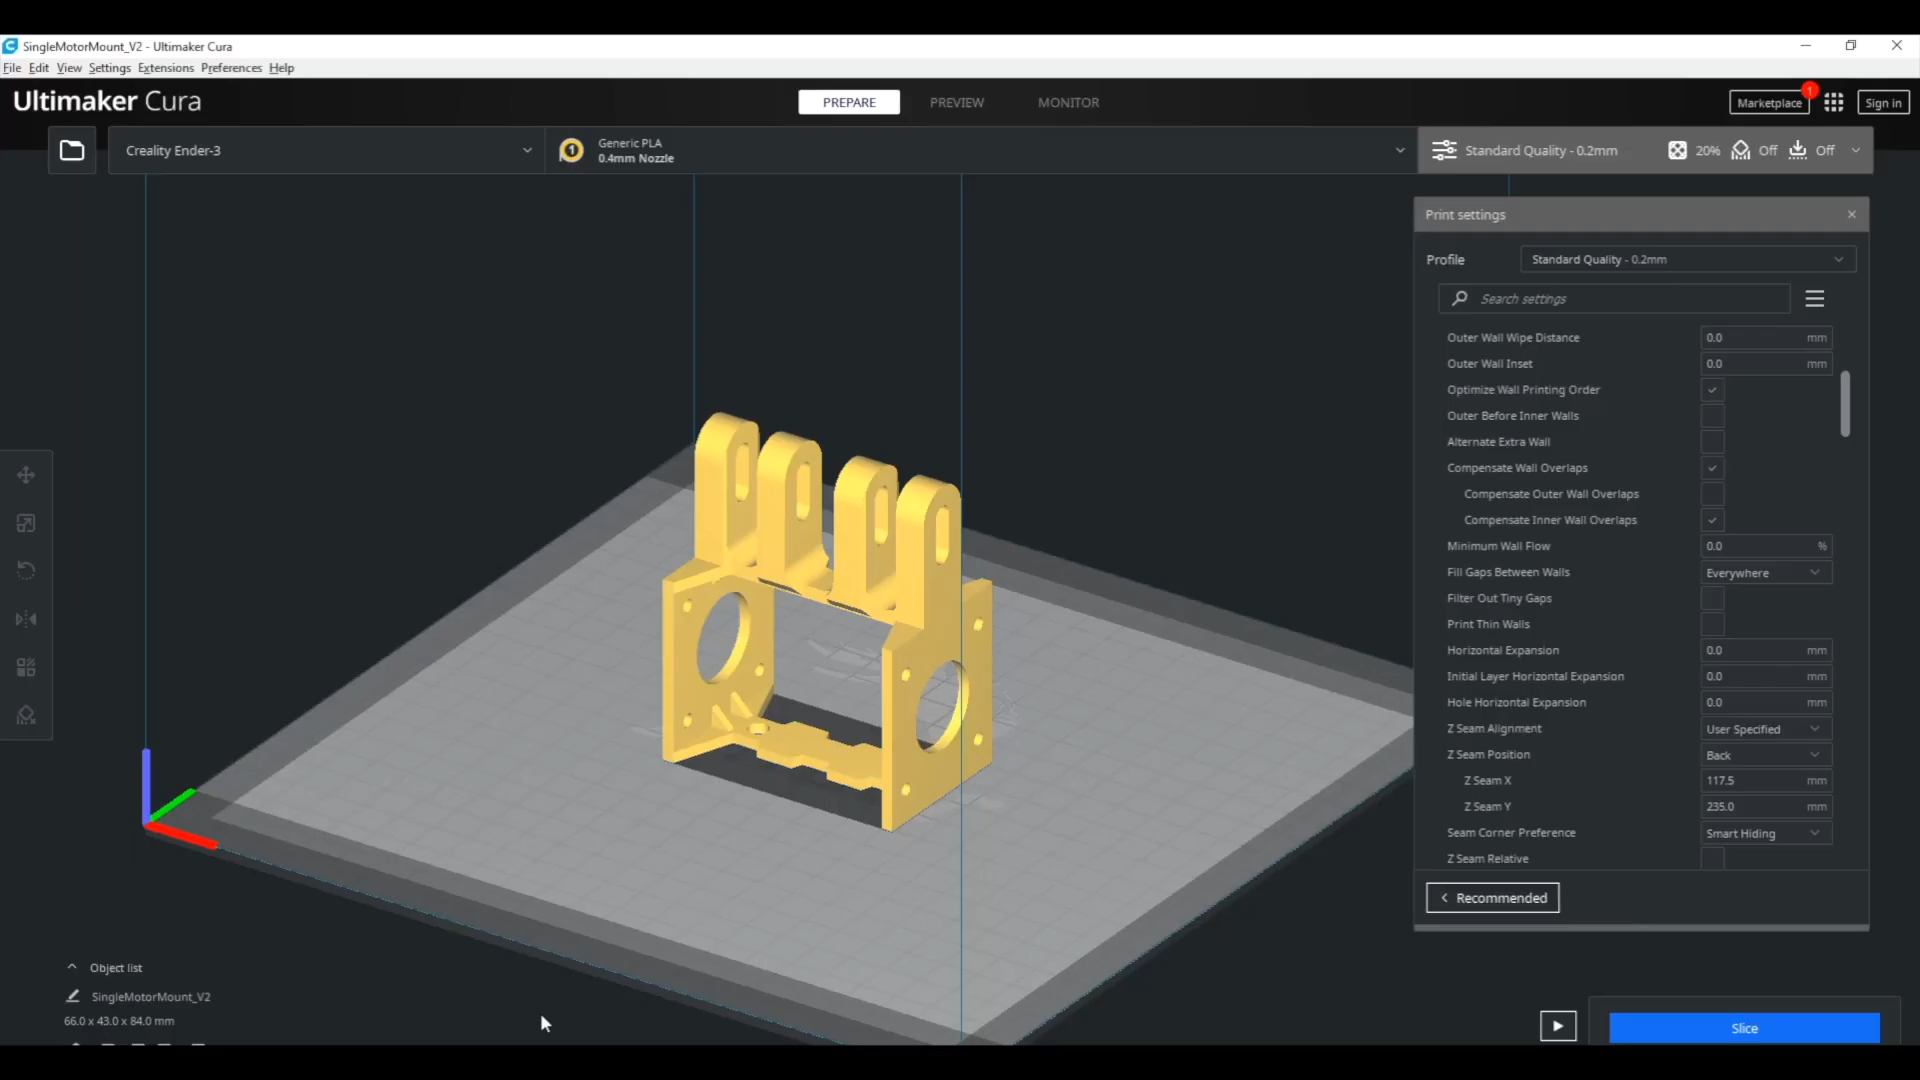 SingleMotorMount_V2 - Ultimaker Cura
File Edit View Settings Extensions Preferences Help
Ultimaker Cura
PREPARE
PREVIEW
MONITOR
1
Marketplace
Sign in
Creality Ender-3
1
Generic PLA
0.4mm Nozzle
Standard Quality - 0.2mm
20%
Off
Off
Print settings
Profile
Standard Quality - 0.2mm
Search settings
Outer Wall Wipe Distance 0.0 mm
Outer Wall Inset 0.0 mm
Optimize Wall Printing Order
Outer Before Inner Walls
Alternate Extra Wall
Compensate Wall Overlaps
Compensate Outer Wall Overlaps
Compensate Inner Wall Overlaps
Minimum Wall Flow 0.0 %
Fill Gaps Between Walls Everywhere
Filter Out Tiny Gaps
Print Thin Walls
Horizontal Expansion 0.0 mm
Initial Layer Horizontal Expansion 0.0 mm
Hole Horizontal Expansion 0.0 mm
Z Seam Alignment User Specified
Z Seam Position Back
Z Seam X 117.5 mm
Z Seam Y 235.0 mm
Seam Corner Preference Smart Hiding
Z Seam Relative
Recommended
Object list
SingleMotorMount_V2
66.0 x 43.0 x 84.0 mm
Slice